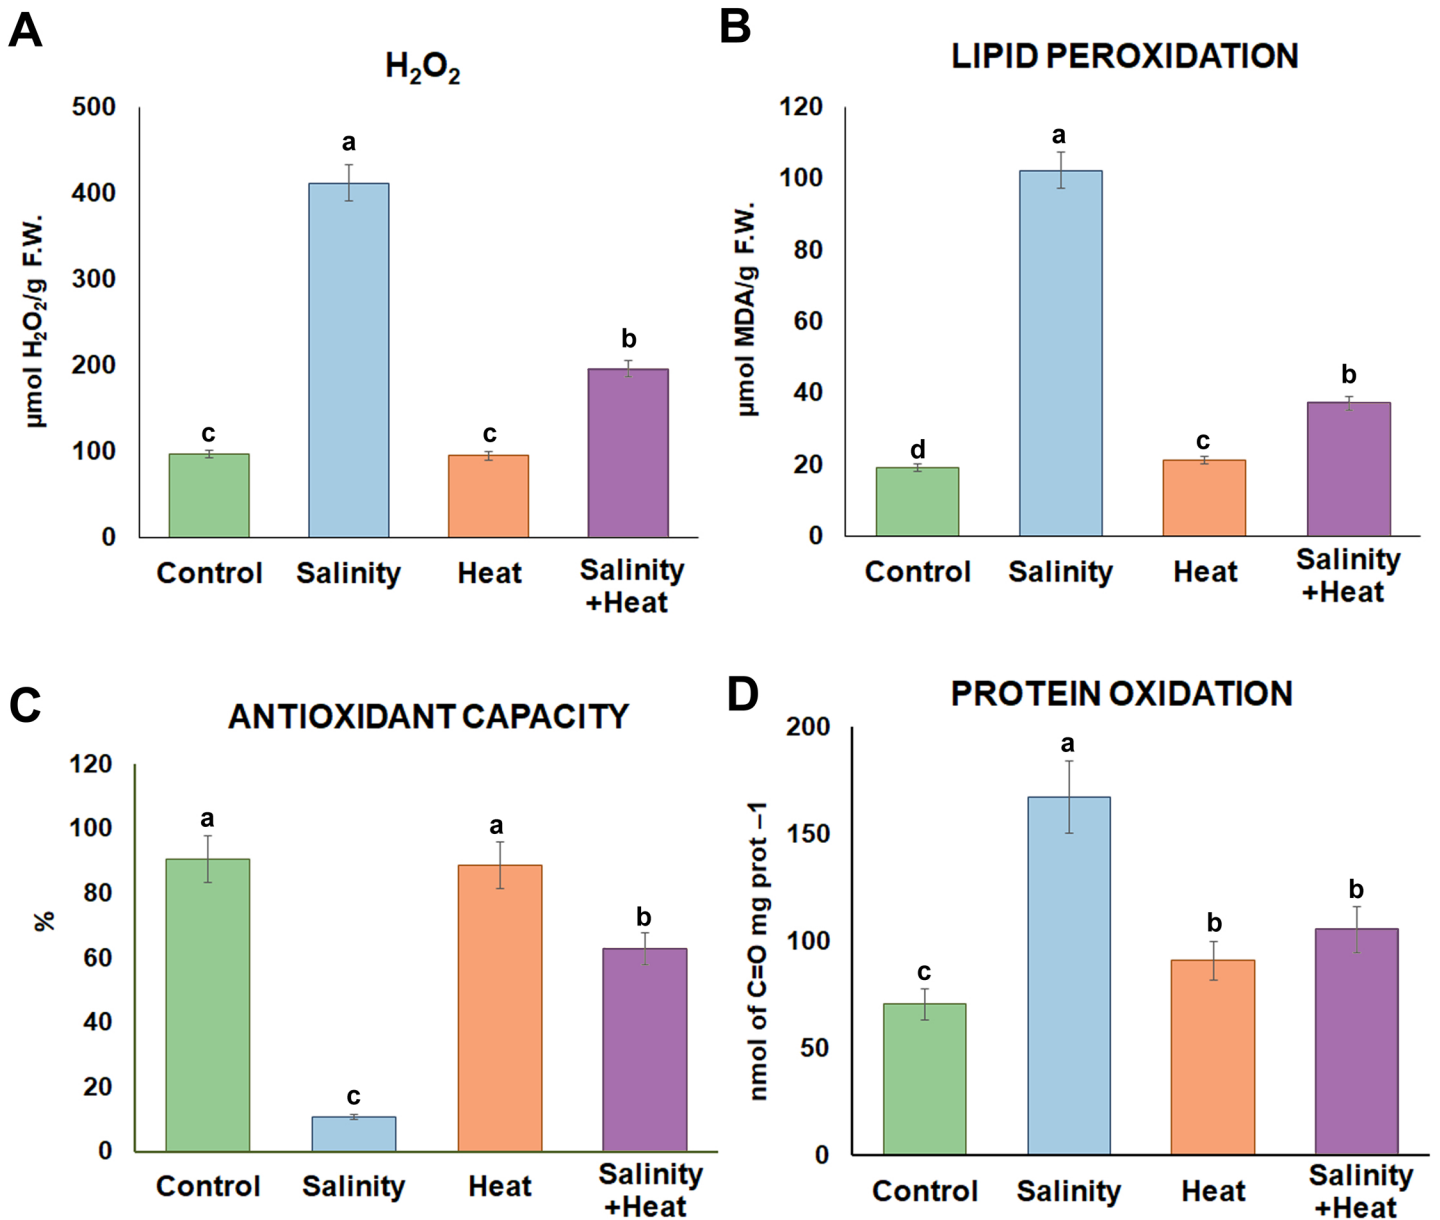 A
H₂O₂
500
400
300
200
100
0
µmol H₂O₂/g F.W.
a
b
c
c
Control
Salinity
Heat
Salinity
+Heat
B
LIPID PEROXIDATION
120
100
80
60
40
20
0
µmol MDA/g F.W.
a
b
d
c
Control
Salinity
Heat
Salinity
+Heat
C
ANTIOXIDANT CAPACITY
120
100
80
60
40
20
0
%
a
a
b
c
Control
Salinity
Heat
Salinity
+Heat
D
PROTEIN OXIDATION
200
150
100
50
0
nmol of C=O mg prot –1
a
b
b
c
Control
Salinity
Heat
Salinity
+Heat